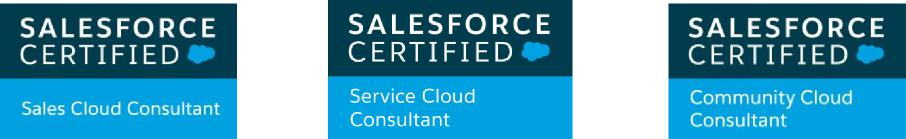 SALESFORCE
CERTIFIED
Sales Cloud Consultant
SALESFORCE
CERTIFIED
Service Cloud
Consultant
SALESFORCE
CERTIFIED
Community Cloud
Consultant